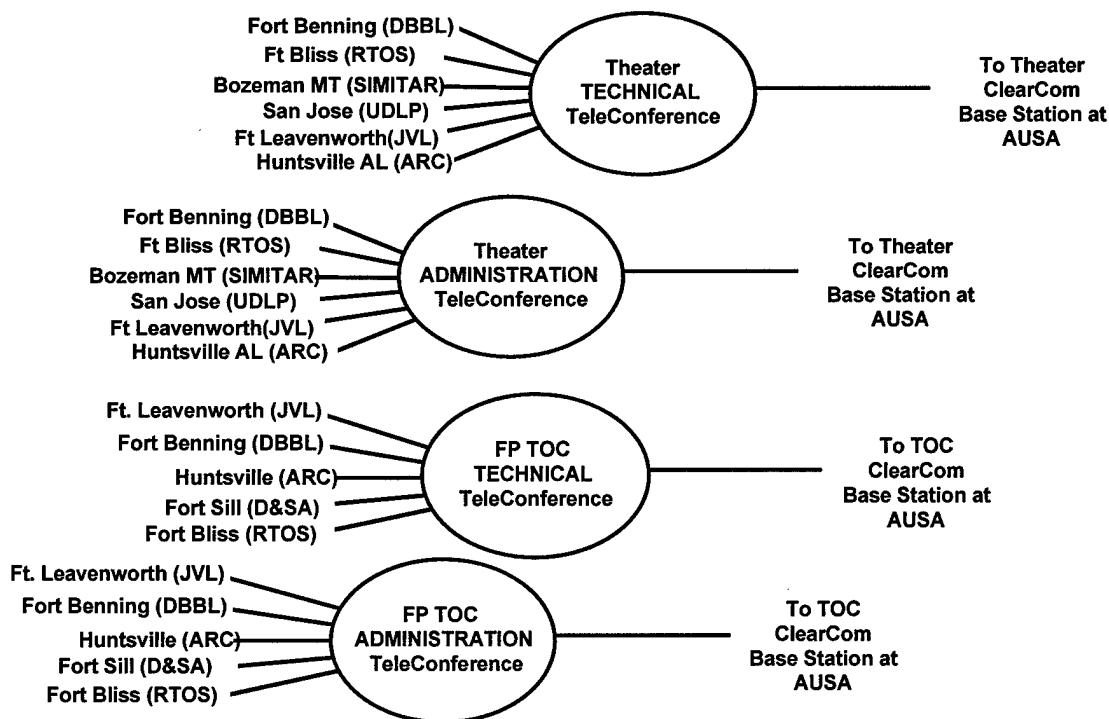 Fort Benning (DBBL)
Ft Bliss (RTOS)
Bozeman MT (SIMITAR)
San Jose (UDLP)
Ft Leavenworth(JVL)
Huntsville AL (ARC)
Theater
TECHNICAL
TeleConference
To Theater
ClearCom
Base Station at
AUSA
Fort Benning (DBBL)
Ft Bliss (RTOS)
Bozeman MT (SIMITAR)
San Jose (UDLP)
Ft Leavenworth(JVL)
Huntsville AL (ARC)
Theater
ADMINISTRATION
TeleConference
To Theater
ClearCom
Base Station at
AUSA
Ft. Leavenworth (JVL)
Fort Benning (DBBL)
Huntsville (ARC)
Fort Sill (D&SA)
Fort Bliss (RTOS)
FP TOC
TECHNICAL
TeleConference
To TOC
ClearCom
Base Station at
AUSA
Ft. Leavenworth (JVL)
Fort Benning (DBBL)
Huntsville (ARC)
Fort Sill (D&SA)
Fort Bliss (RTOS)
FP TOC
ADMINISTRATION
TeleConference
To TOC
ClearCom
Base Station at
AUSA